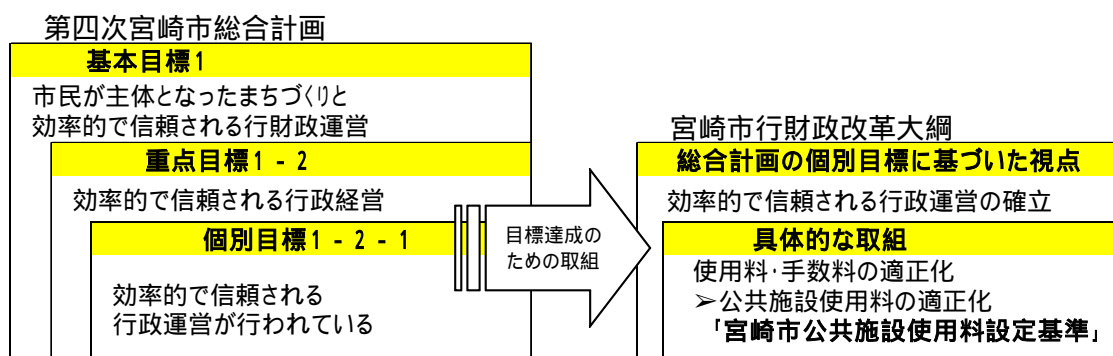 第四次宮崎市総合計画
基本目標1
市民が主体となったまちづくりと
効率的で信頼される行財政運営
重点目標1-2
効率的で信頼される行政経営
個別目標1-2-1
効率的で信頼される
行政運営が行われている
目標達成の
ための取組
宮崎市行財政改革大綱
総合計画の個別目標に基づいた視点
効率的で信頼される行政運営の確立
具体的な取組
使用料・手数料の適正化
➢公共施設使用料の適正化
「宮崎市公共施設使用料設定基準」